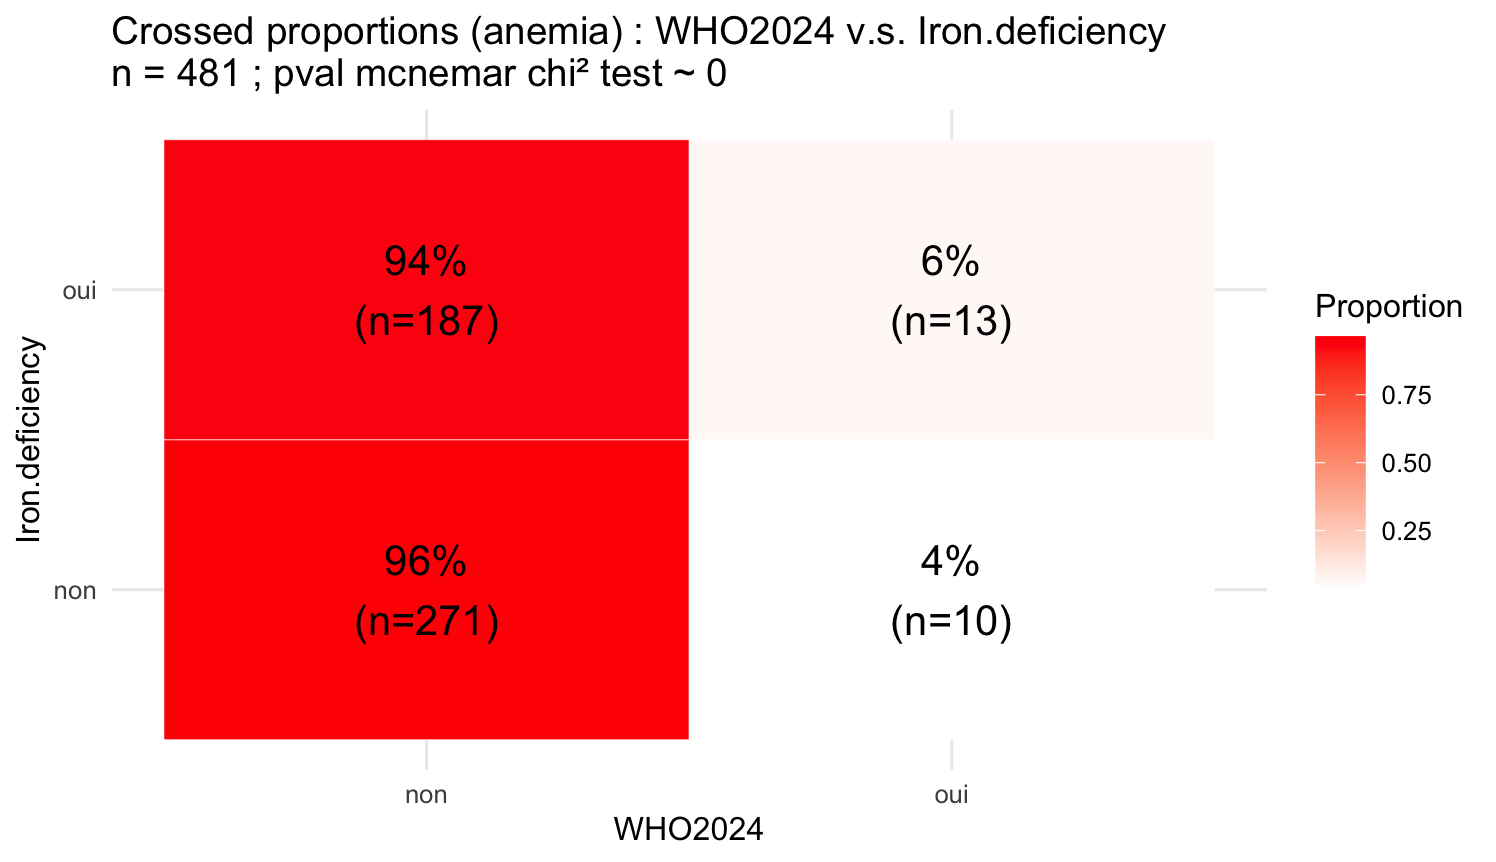 Crossed proportions (anemia) : WHO2024 v.s. Iron.deficiency
n = 481 ; pval mcnemar chi² test ~ 0
94%
(n=187)
6%
(n=13)
oui
96%
(n=271)
4%
(n=10)
non
Iron.deficiency
non
oui
WHO2024
Proportion
0.75
0.50
0.25